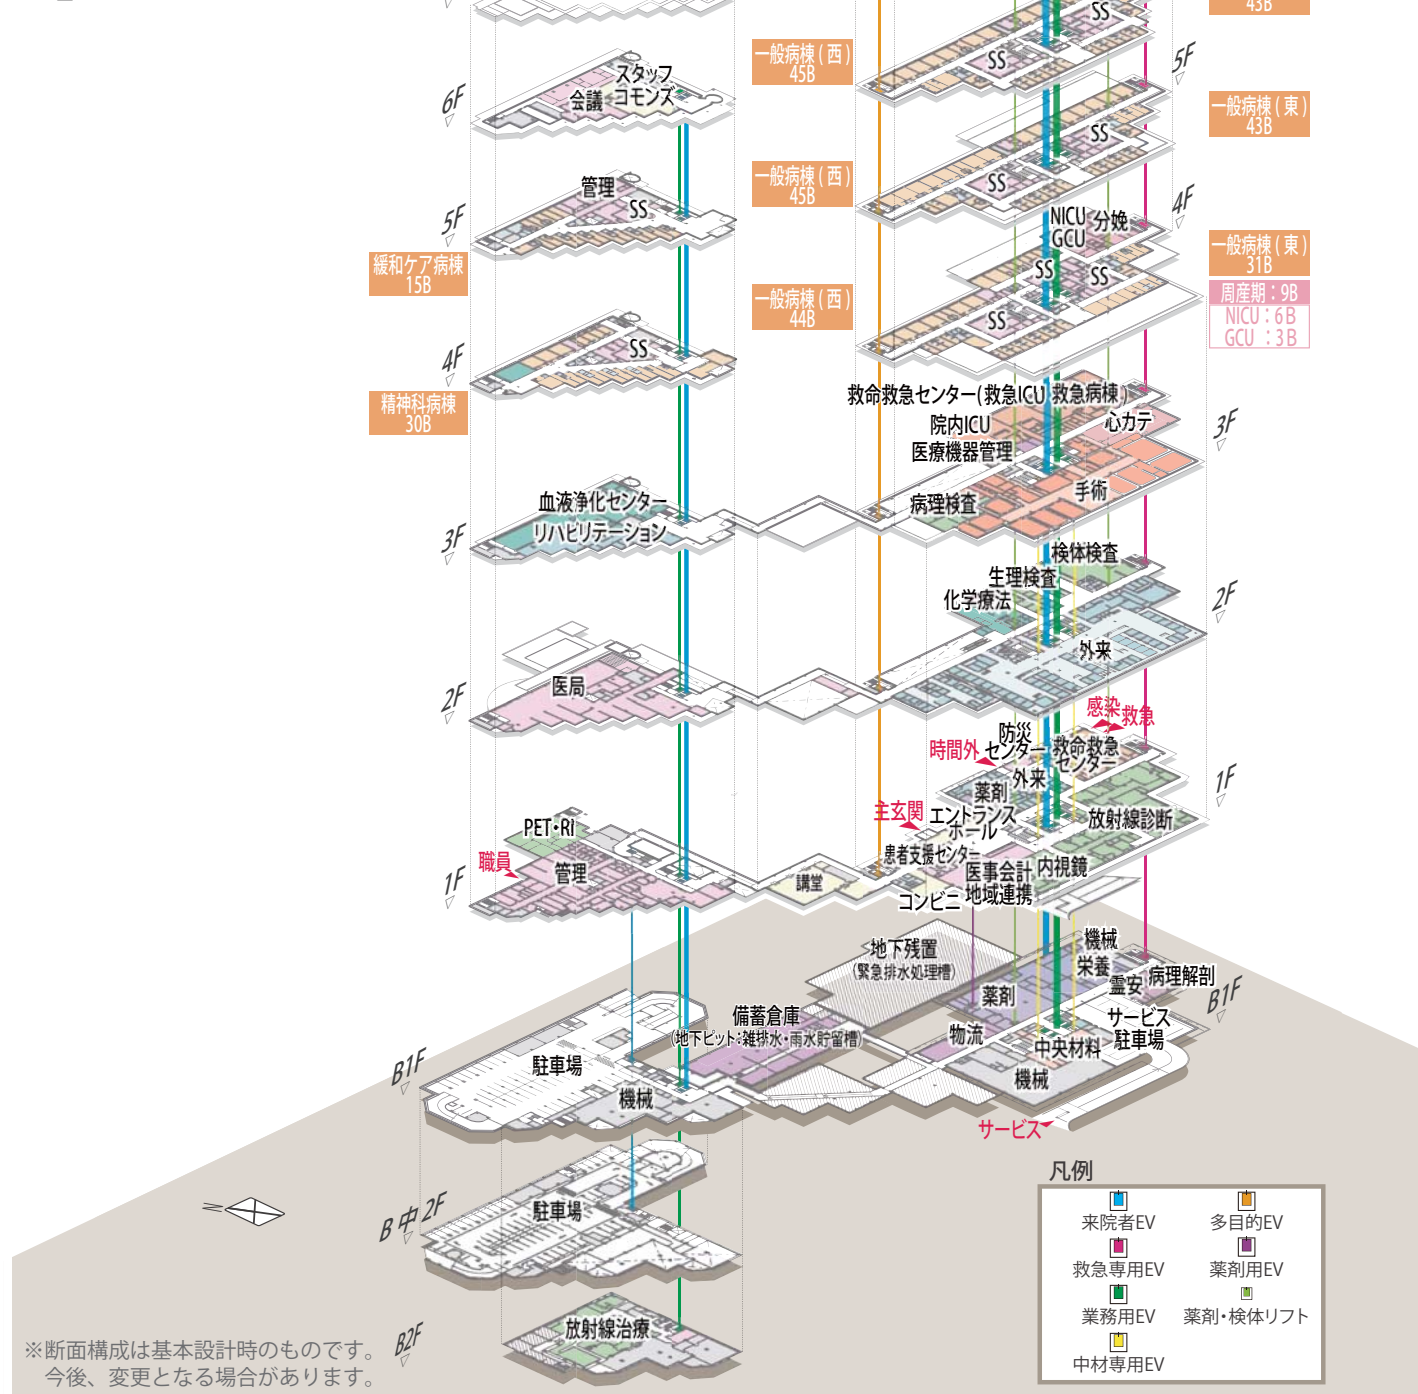 43B
SS
一般病棟(西)
45B
SS
5F
6F
スタッフ
コモンズ
会議
一般病棟(東)
43B
SS
一般病棟(西)
45B
SS
管理
SS
5F
4F
NICU
GCU
分娩
緩和ケア病棟
15B
一般病棟(東)
31B
SS
SS
周産期：9B
NICU：6B
GCU：3B
一般病棟(西)
44B
SS
SS
4F
精神科病棟
30B
救命救急センター(救急ICU 救急病棟)
院内ICU
心カテ
医療機器管理
3F
手術
病理検査
血液浄化センター
リハビリテーション
3F
検体検査
生理検査
化学療法
2F
外来
医局
2F
感染
救急
防災
センター
時間外
救命救急
センター
外来
1F
薬剤
主玄関
エントランス
ホール
放射線診断
PET・RI
患者支援センター
職員
管理
医事会計
地域連携
内視鏡
講堂
1F
コンビニ
地下残置
(緊急排水処理槽)
機械
栄養
病理解剖
霊安
B1F
薬剤
備蓄倉庫
(地下ピット:雑排水・雨水貯留槽)
物流
サービス
駐車場
中央材料
駐車場
B1F
機械
機械
サービス
凡例
来院者EV
多目的EV
救急専用EV
薬剤用EV
業務用EV
薬剤・検体リフト
中材専用EV
駐車場
B中2F
放射線治療
B2F
※断面構成は基本設計時のものです。
今後、変更となる場合があります。